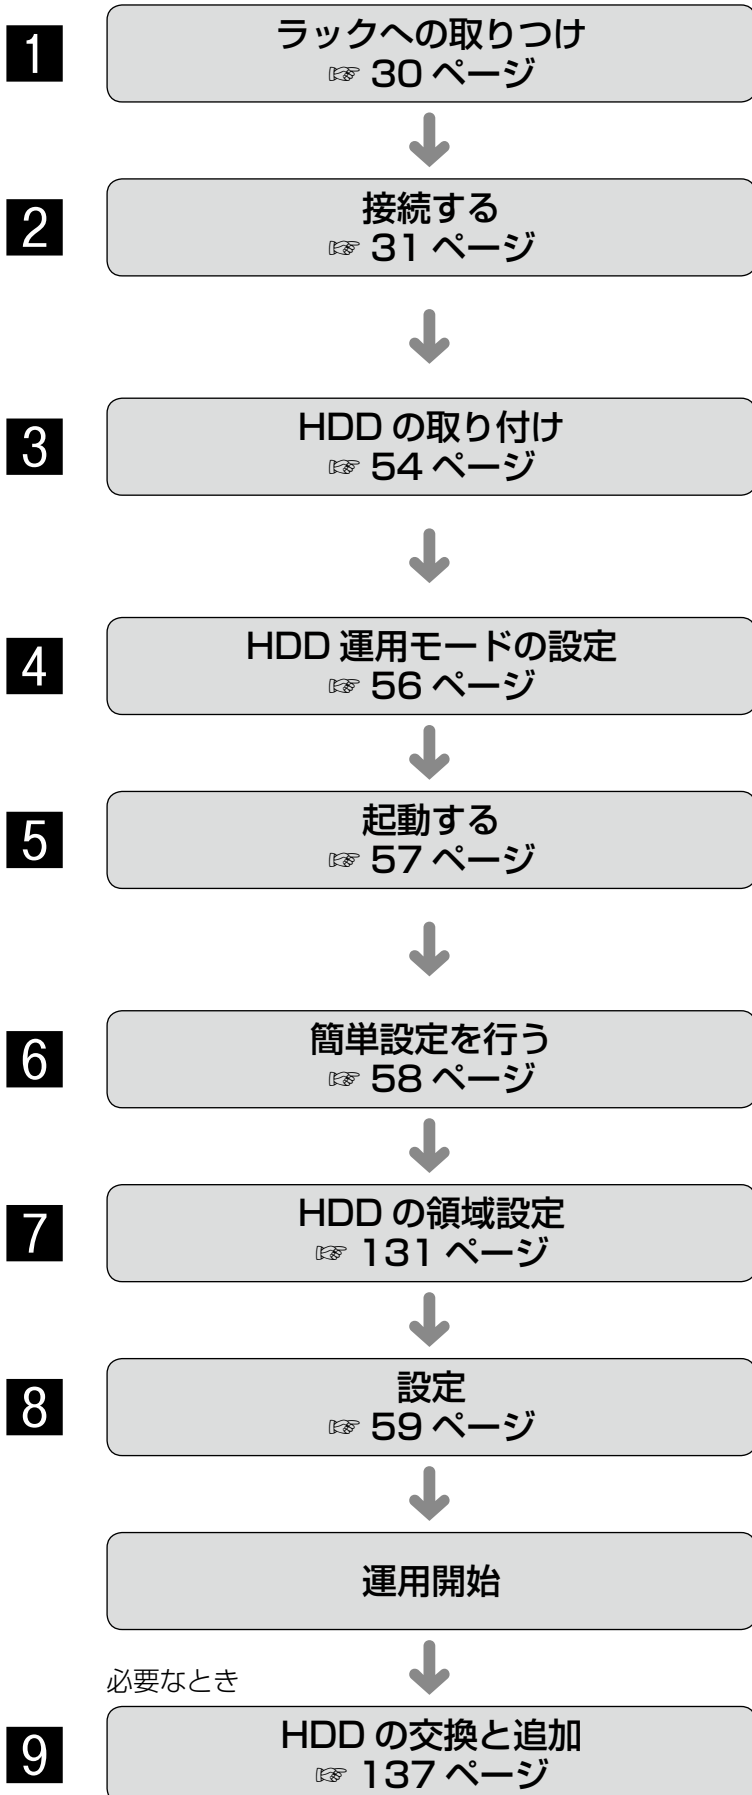 1
ラックへの取りつけ
☞ 30 ページ
2
接続する
☞ 31 ページ
3
HDD の取り付け
☞ 54 ページ
4
HDD 運用モードの設定
☞ 56 ページ
5
起動する
☞ 57 ページ
6
簡単設定を行う
☞ 58 ページ
7
HDD の領域設定
☞ 131 ページ
8
設定
☞ 59 ページ
運用開始
必要なとき
9
HDD の交換と追加
☞ 137 ページ